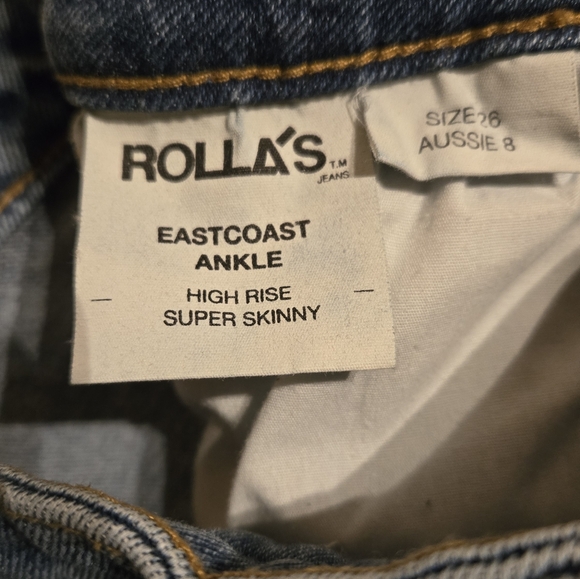 ROLLA'S T.M
JEANS
EASTCOAST
ANKLE
HIGH RISE
SUPER SKINNY
SIZE 26
AUSSIE 8